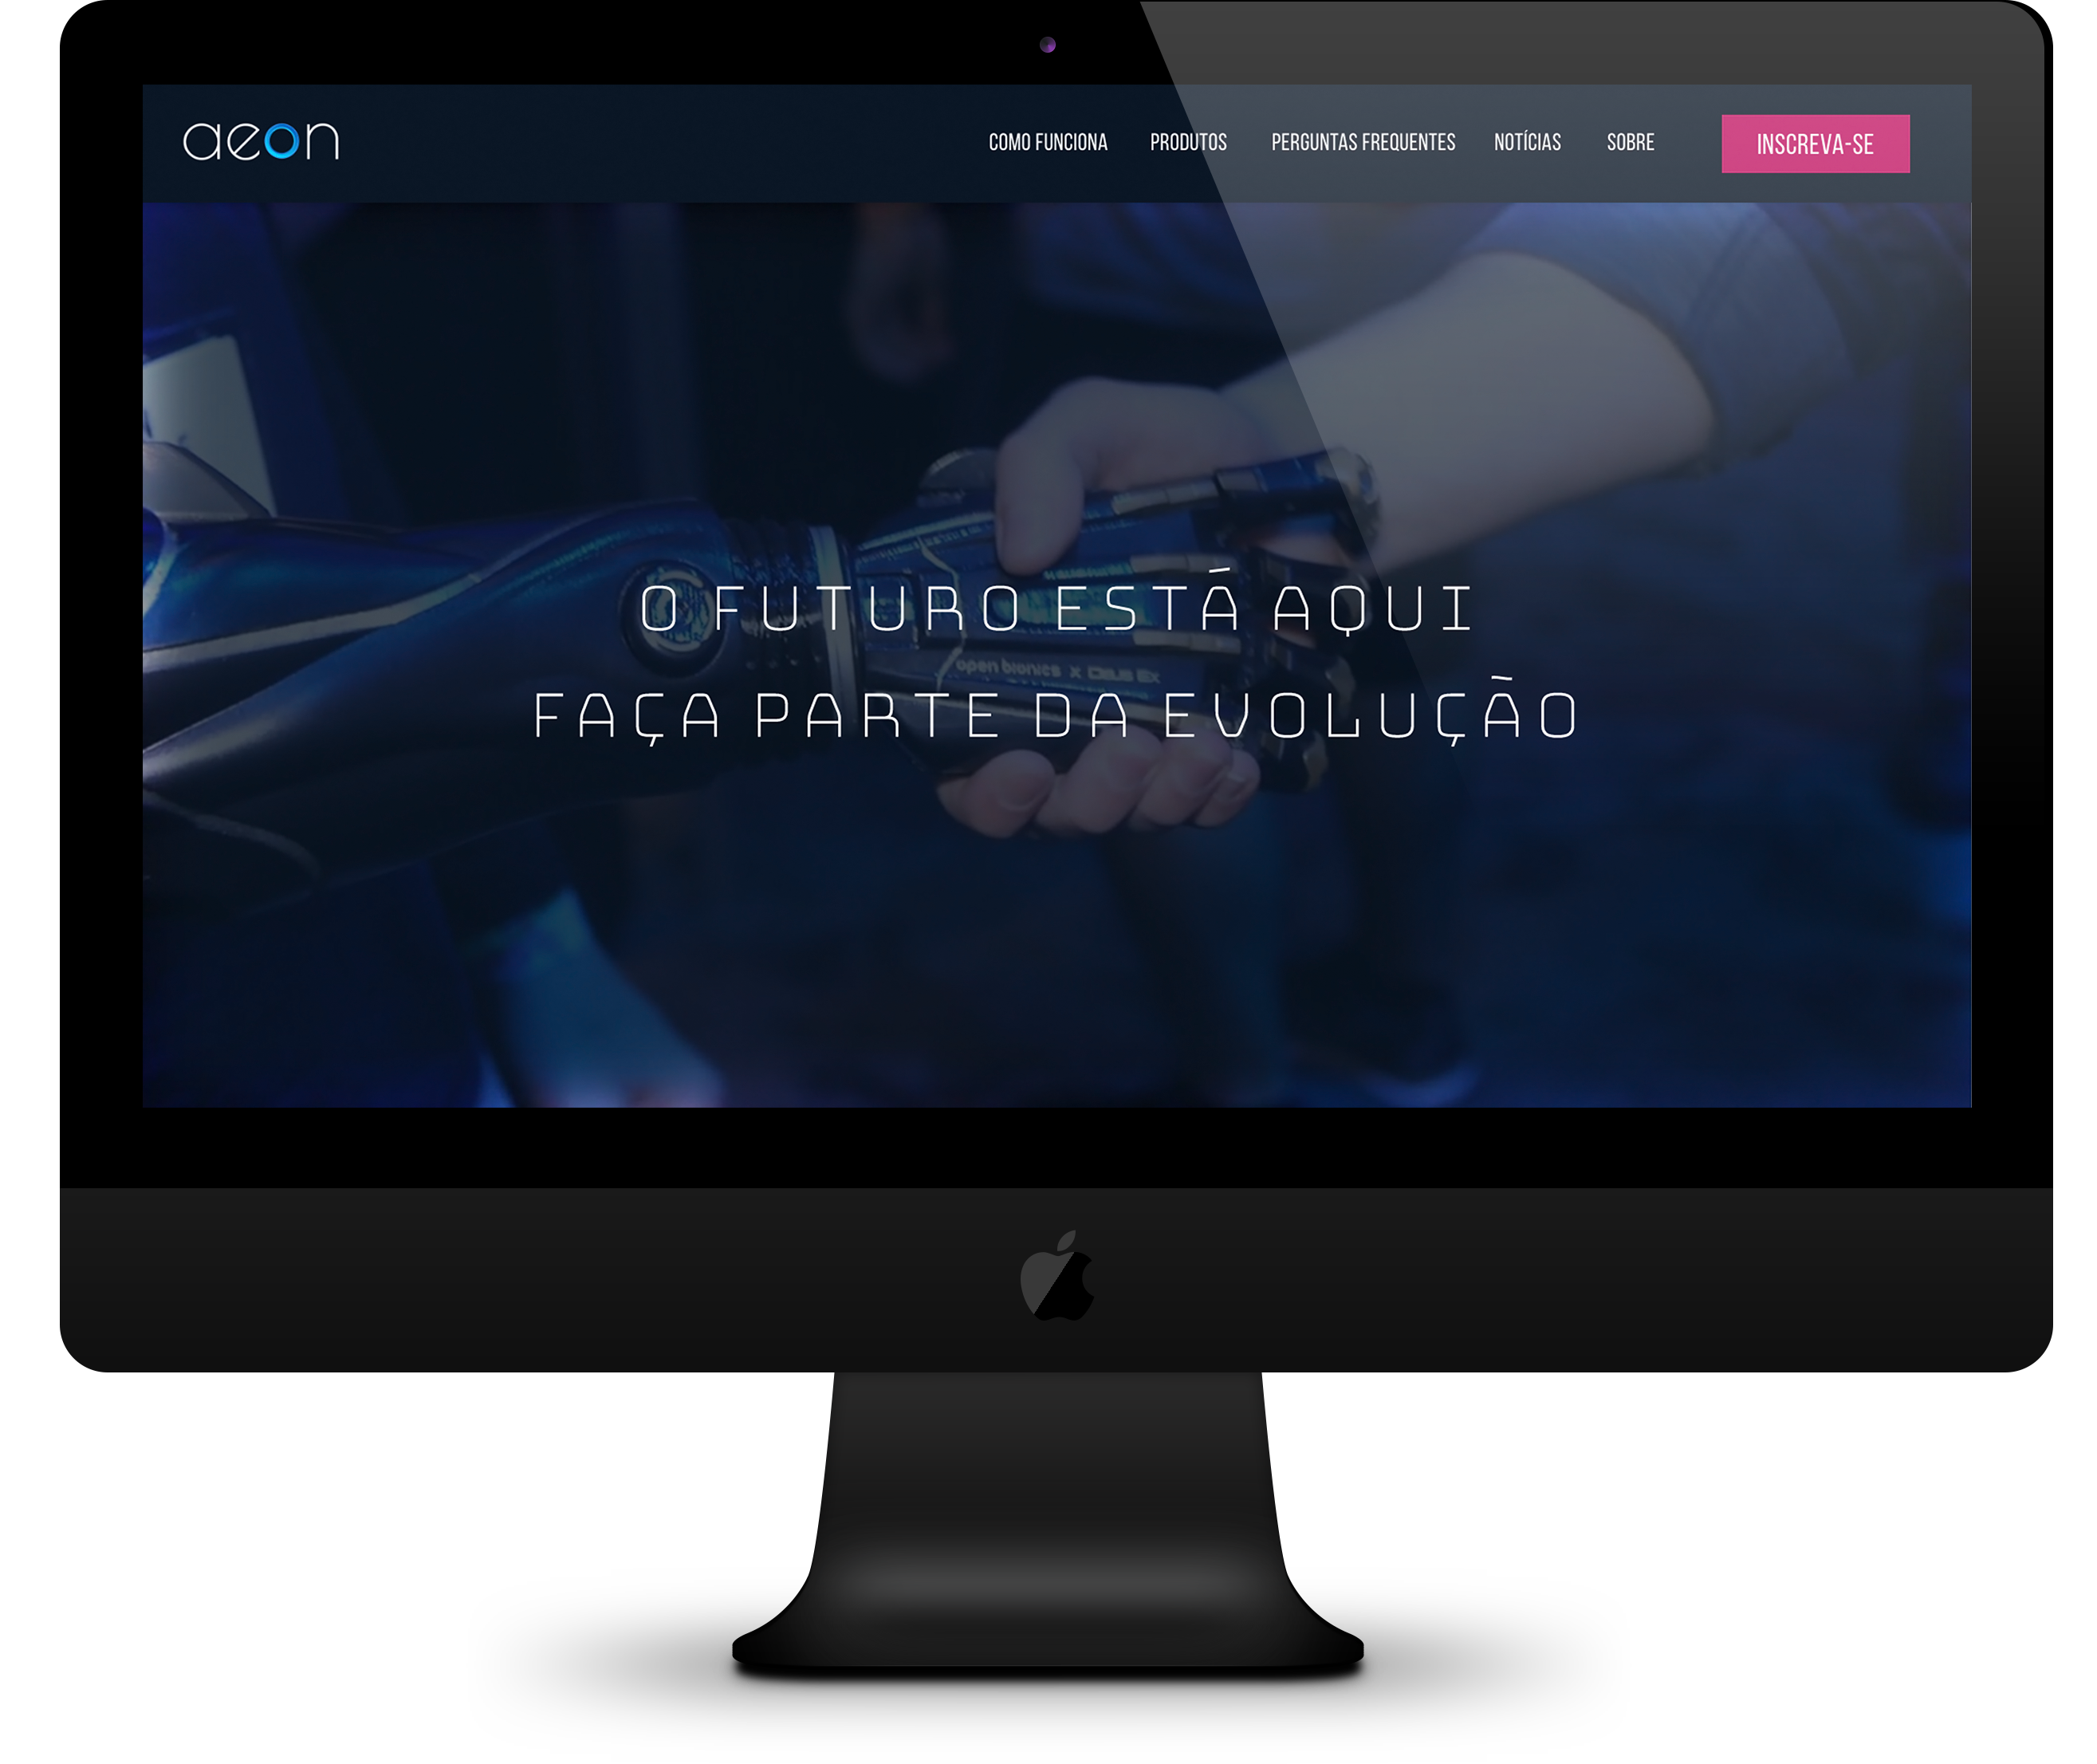 aeon
COMO FUNCIONA PRODUTOS PERGUNTAS FREQUENTES NOTÍCIAS SOBRE INSCREVA-SE
O FUTURO ESTÁ AQUI
open bionics x DEUS EX
FAÇA PARTE DA EVOLUÇÃO